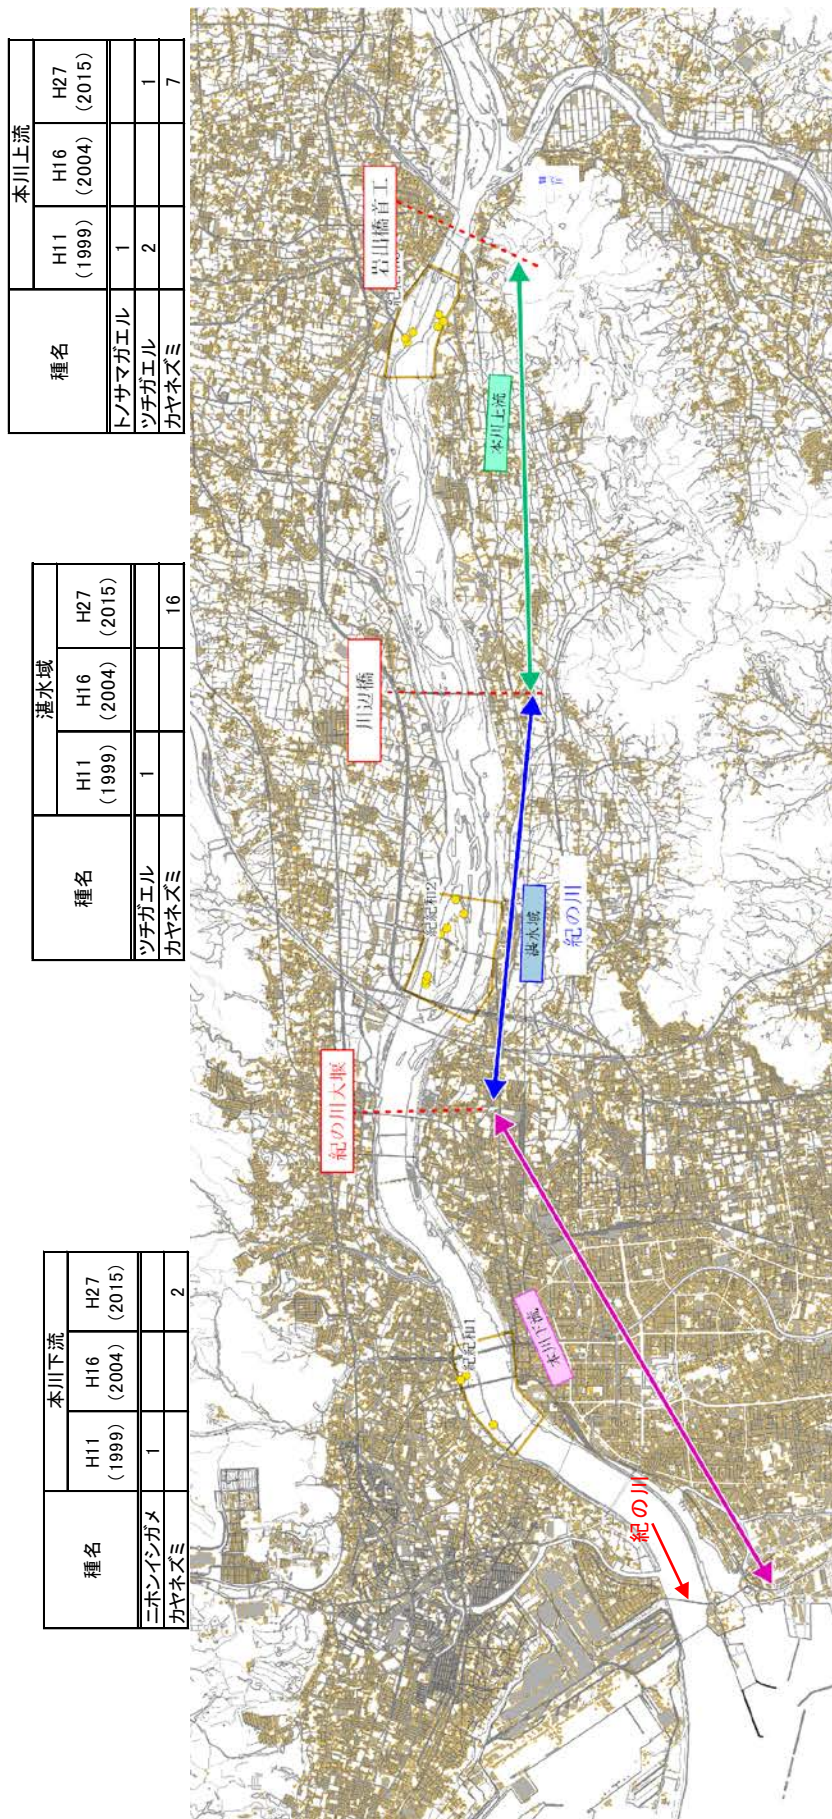 本川下流
種名 H11 (1999) H16 (2004) H27 (2015)
ニホンイシガメ 1
カヤネズミ 2
湛水域
種名 H11 (1999) H16 (2004) H27 (2015)
ツチガエル 1
カヤネズミ 16
本川上流
種名 H11 (1999) H16 (2004) H27 (2015)
トノサマガエル 1
ツチガエル 2 1
カヤネズミ 7
紀の川大堰
川辺橋
岩出橋首工
紀紀和1
紀紀和2
本川下流
湛水域
本川上流
紀の川
紀の川